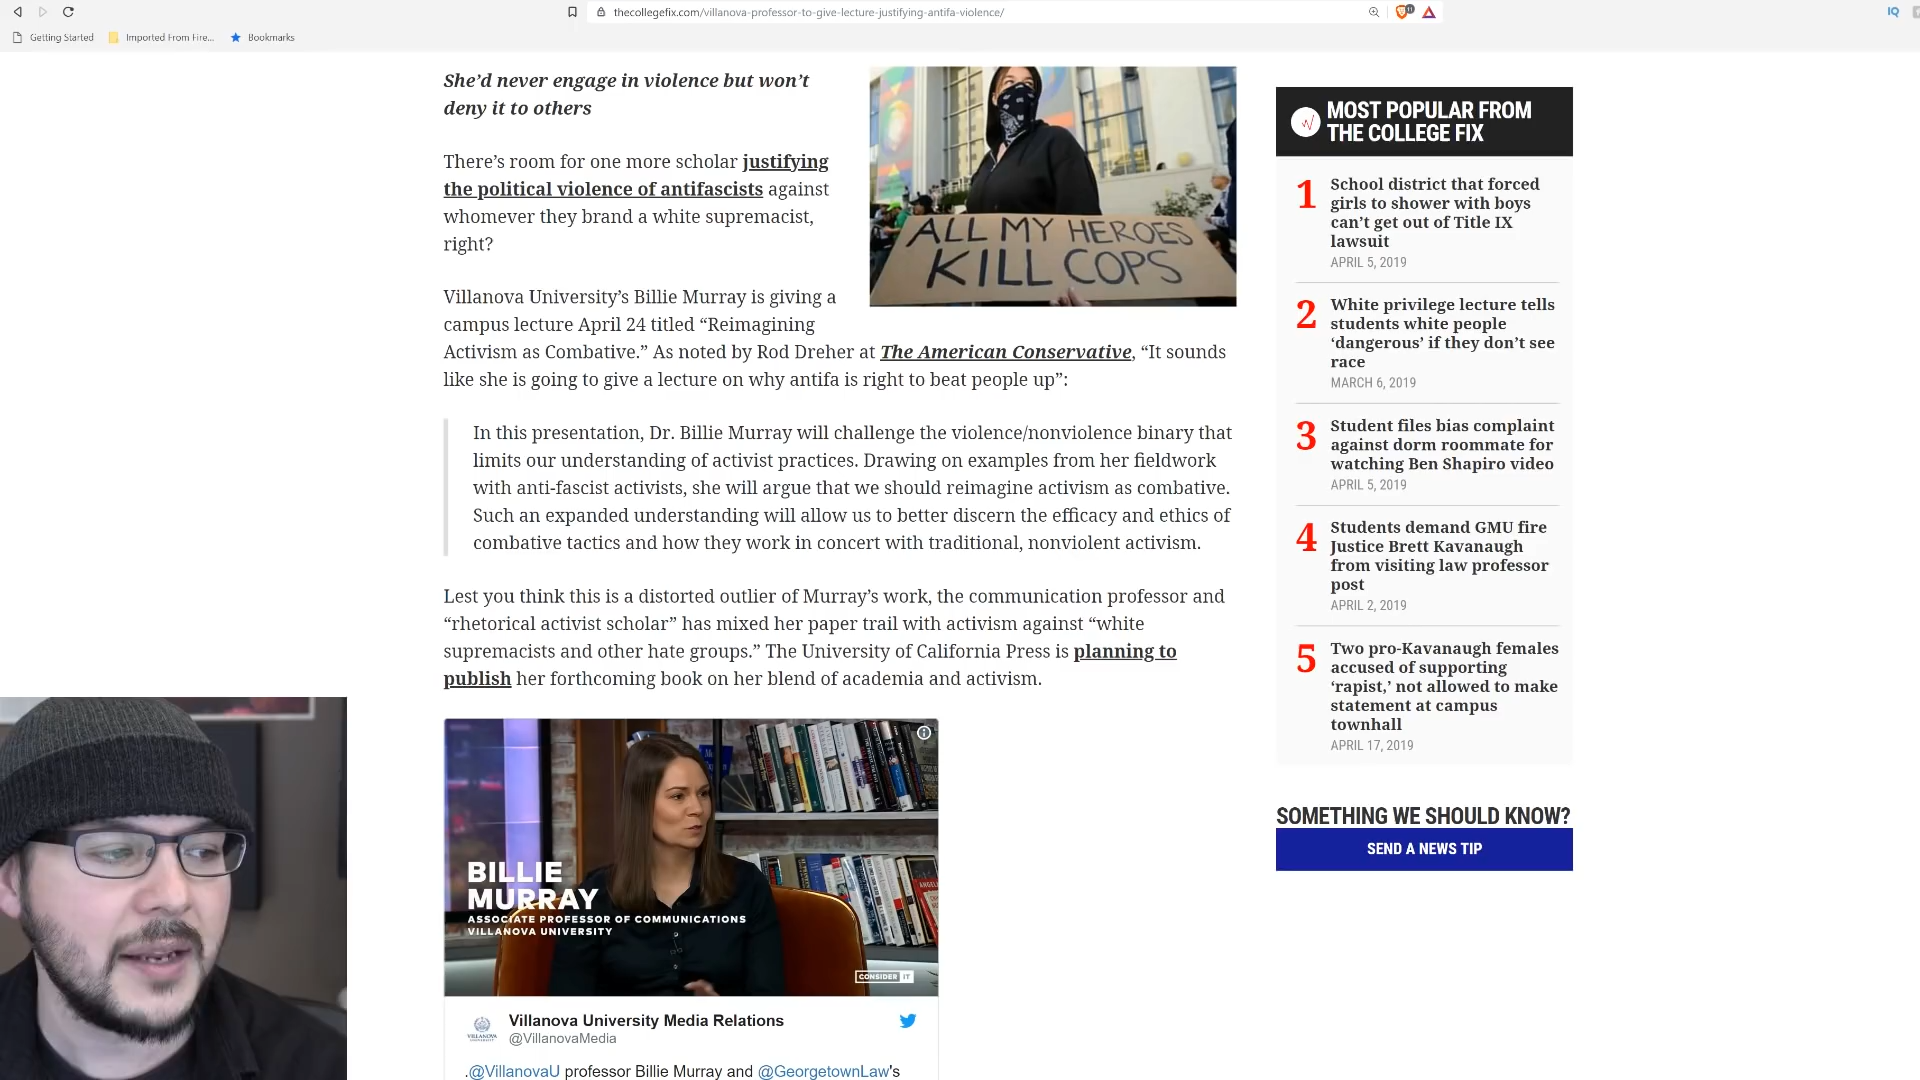 thecollegefix.com/villanova-professor-to-give-lecture-justifying-antifa-violence/
11
IQ
Getting Started
Imported From Fire...
Bookmarks
She’d never engage in violence but won’t
deny it to others
There’s room for one more scholar justifying
the political violence of antifascists against
whomever they brand a white supremacist,
right?
Villanova University’s Billie Murray is giving a
campus lecture April 24 titled “Reimagining
Activism as Combative.” As noted by Rod Dreher at The American Conservative, “It sounds
like she is going to give a lecture on why antifa is right to beat people up”:
ALL MY HEROES
KILL COPS
In this presentation, Dr. Billie Murray will challenge the violence/nonviolence binary that
limits our understanding of activist practices. Drawing on examples from her fieldwork
with anti-fascist activists, she will argue that we should reimagine activism as combative.
Such an expanded understanding will allow us to better discern the efficacy and ethics of
combative tactics and how they work in concert with traditional, nonviolent activism.
Lest you think this is a distorted outlier of Murray’s work, the communication professor and
“rhetorical activist scholar” has mixed her paper trail with activism against “white
supremacists and other hate groups.” The University of California Press is planning to
publish her forthcoming book on her blend of academia and activism.
BILLIE
MURRAY
ASSOCIATE PROFESSOR OF COMMUNICATIONS
VILLANOVA UNIVERSITY
CONSIDER IT
Villanova University Media Relations
@VillanovaMedia
.@VillanovaU professor Billie Murray and @GeorgetownLaw's
MOST POPULAR FROM
THE COLLEGE FIX
1
School district that forced
girls to shower with boys
can’t get out of Title IX
lawsuit
APRIL 5, 2019
2
White privilege lecture tells
students white people
‘dangerous’ if they don’t see
race
MARCH 6, 2019
3
Student files bias complaint
against dorm roommate for
watching Ben Shapiro video
APRIL 5, 2019
4
Students demand GMU fire
Justice Brett Kavanaugh
from visiting law professor
post
APRIL 2, 2019
5
Two pro-Kavanaugh females
accused of supporting
‘rapist,’ not allowed to make
statement at campus
townhall
APRIL 17, 2019
SOMETHING WE SHOULD KNOW?
SEND A NEWS TIP